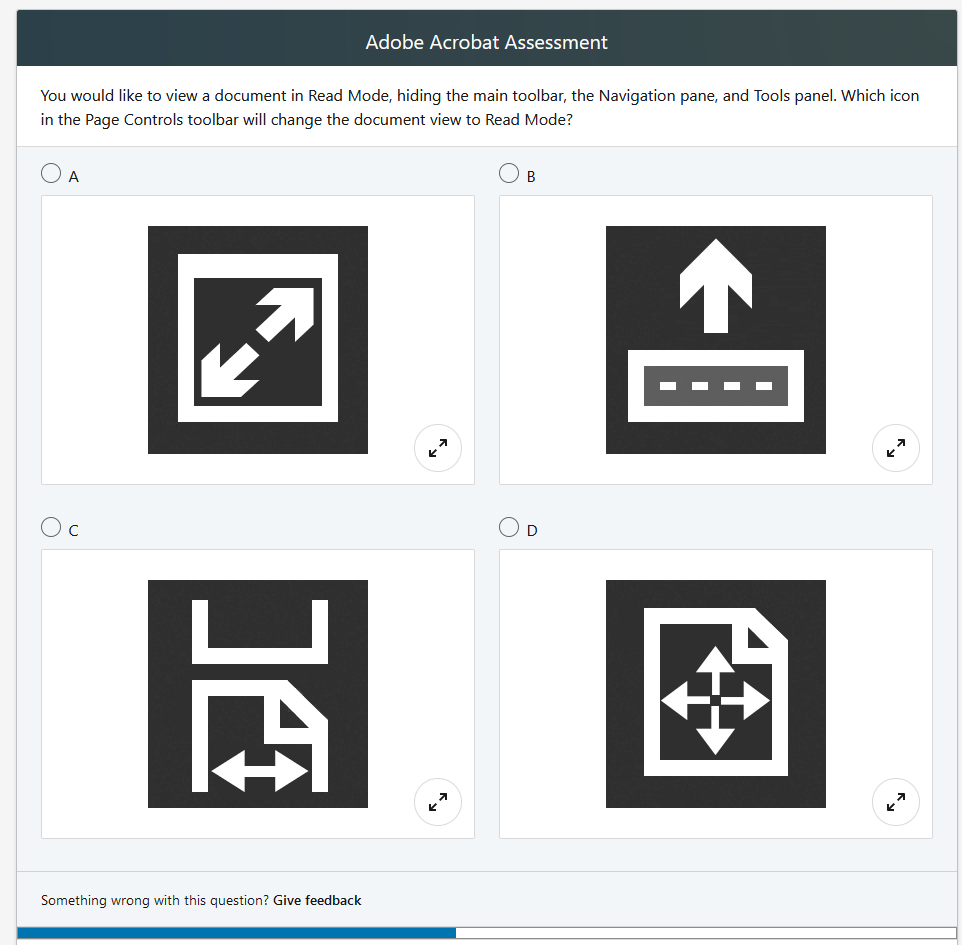 Adobe Acrobat Assessment
You would like to view a document in Read Mode, hiding the main toolbar, the Navigation pane, and Tools panel. Which icon
in the Page Controls toolbar will change the document view to Read Mode?
A
B
C
D
Something wrong with this question? Give feedback